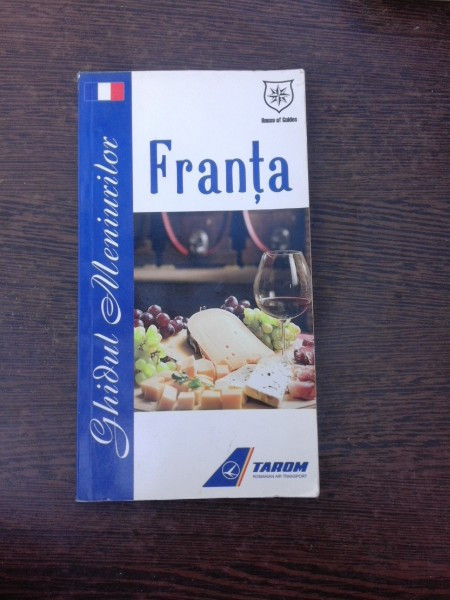 House of Guides
Franța
Ghidul Meniurilor
TAROM
ROMANIAN AIR TRANSPORT